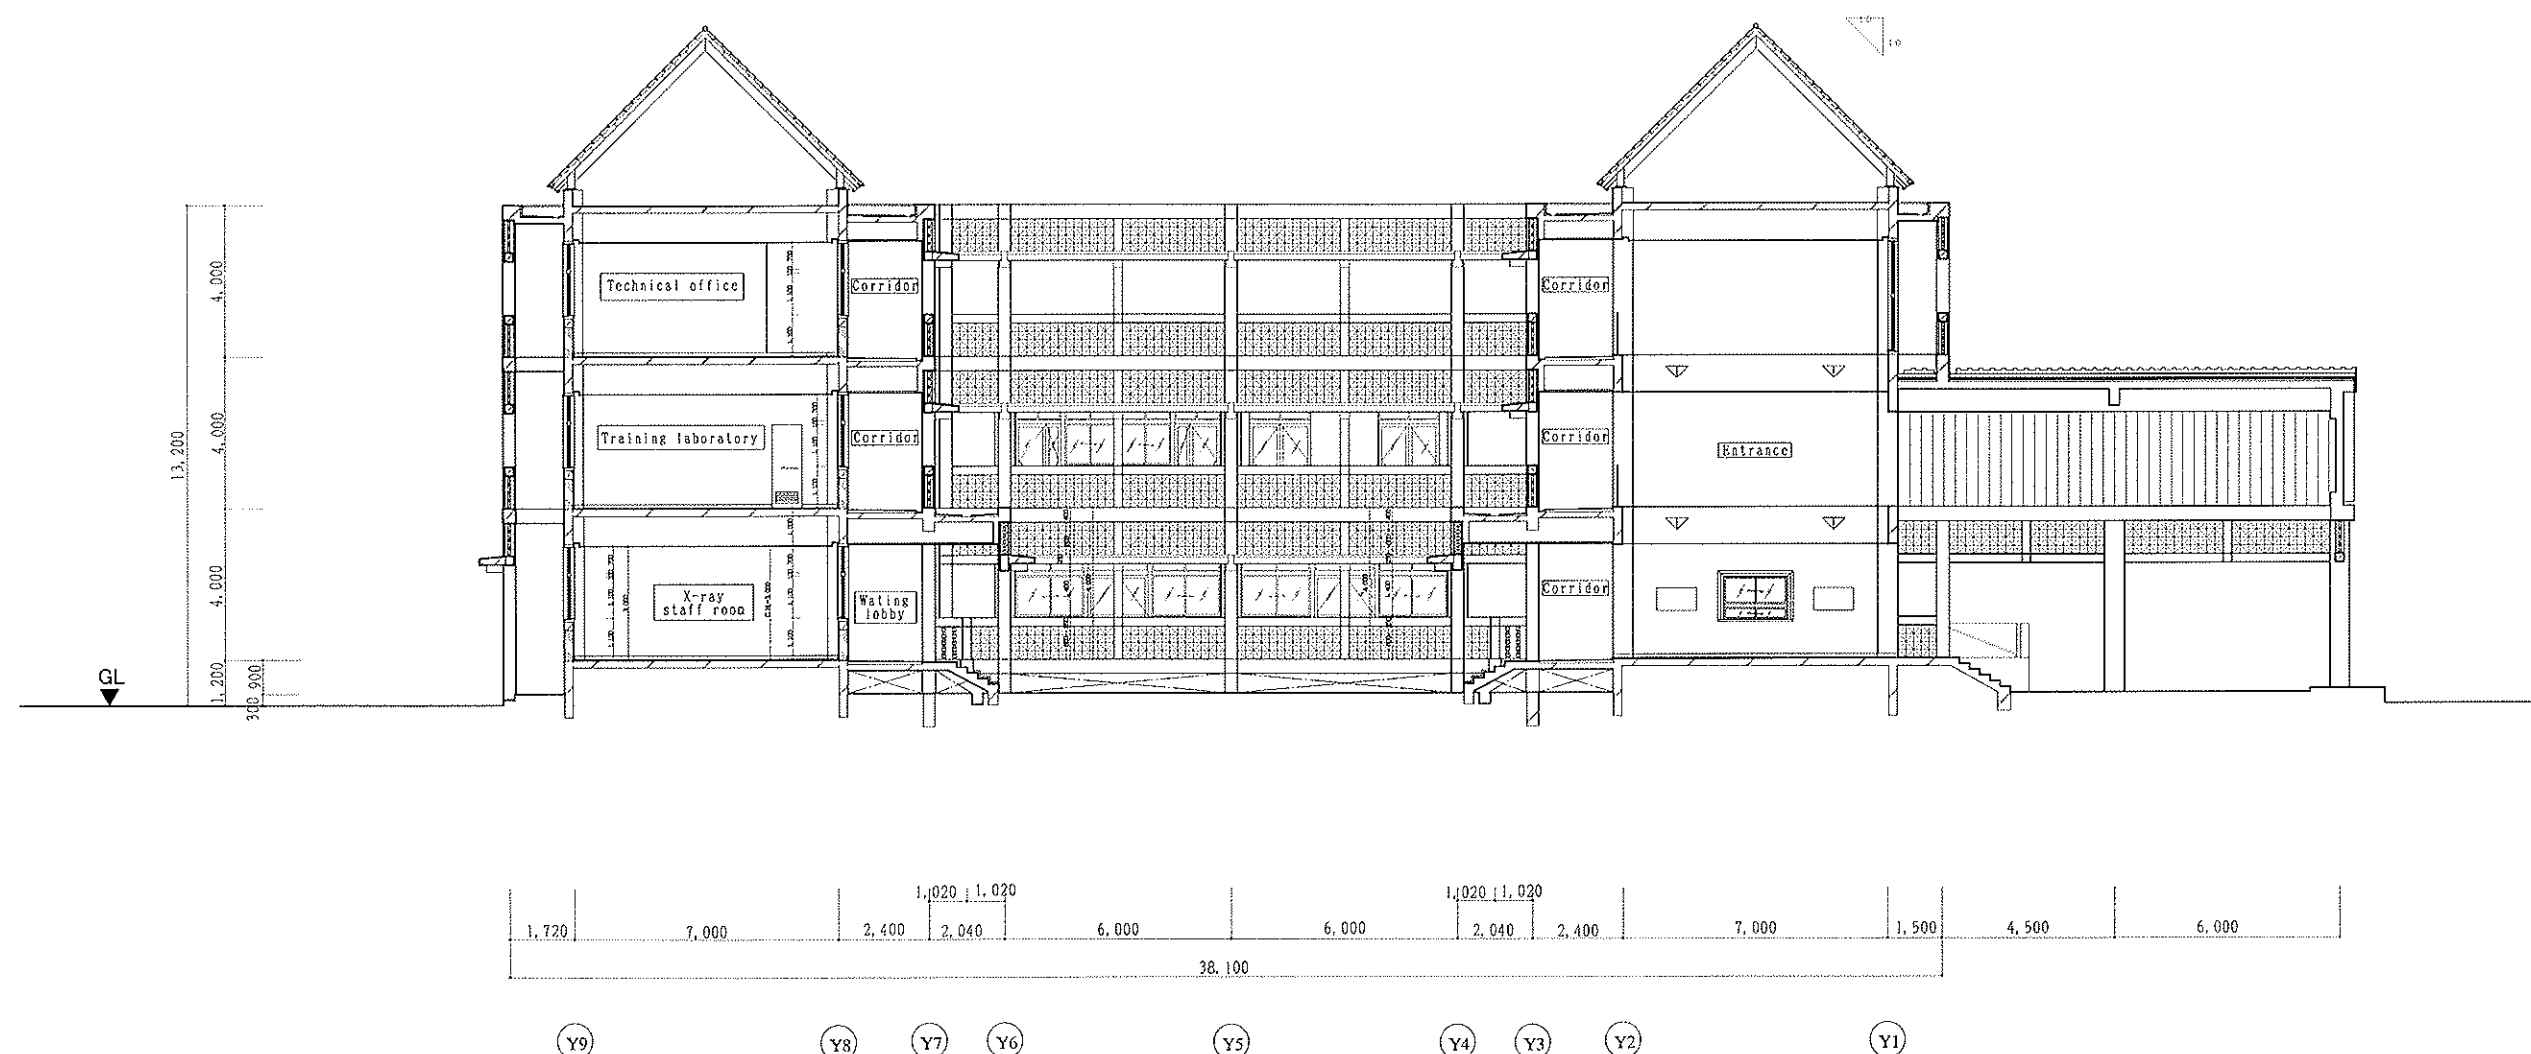 10
10
Technical office
Corridor
Corridor
4,000
Training laboratory
Corridor
Corridor
Entrance
4,000
13,200
X-ray
staff room
Wating
lobby
Corridor
4,000
1,200
300
900
GL
1,020
1,020
1,020
1,020
1,720
7,000
2,400
2,040
6,000
6,000
2,040
2,400
7,000
1,500
4,500
6,000
38,100
Y9
Y8
Y7
Y6
Y5
Y4
Y3
Y2
Y1